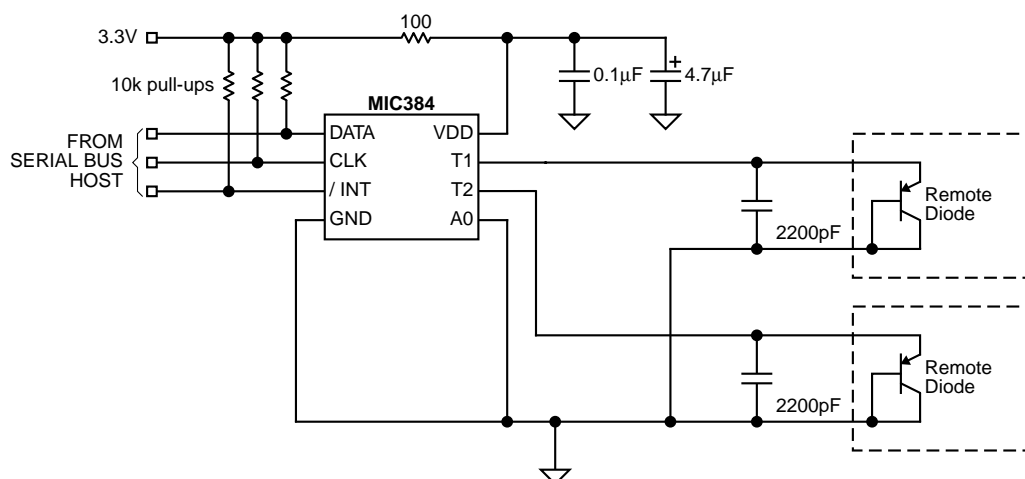 100
3.3V
0.1µF
4.7µF
+
10k pull-ups
MIC384
FROM
SERIAL BUS
HOST
DATA
CLK
/ INT
GND
VDD
T1
T2
A0
2200pF
Remote
Diode
2200pF
Remote
Diode